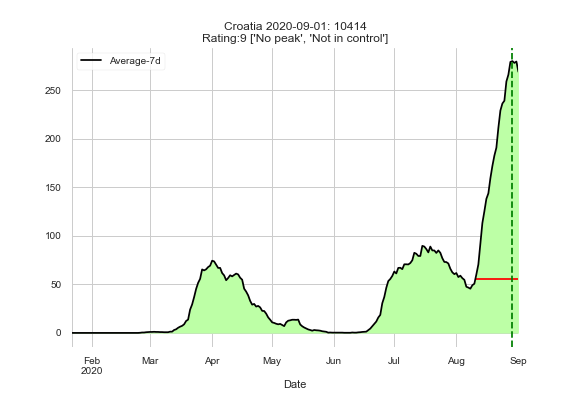 Croatia 2020-09-01: 10414
Rating:9 ['No peak', 'Not in control']
Average-7d
250
200
150
100
50
0
Feb Mar Apr May Jun Jul Aug Sep
2020
Date